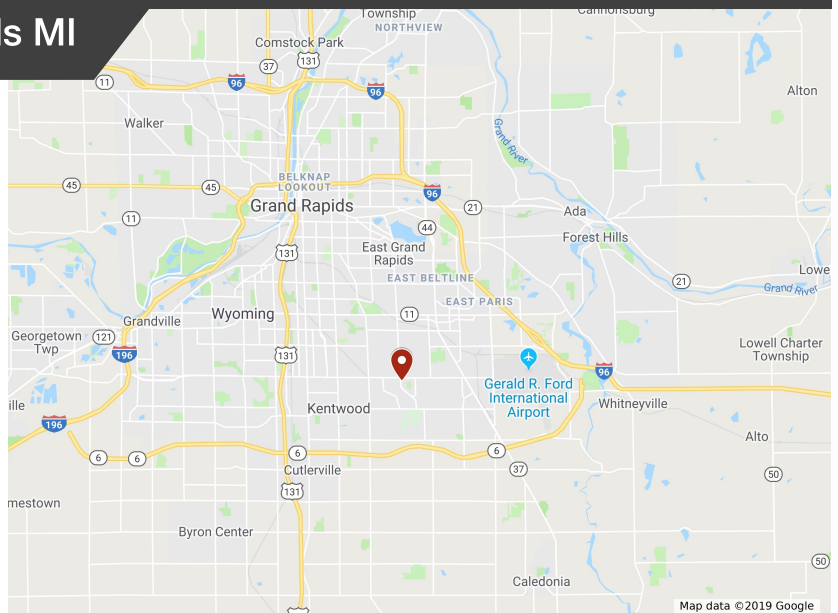 ls MI
Township
Cannonsburg
NORTHVIEW
Comstock Park
131
37
11
96
96
Alton
Walker
Grand River
BELKNAP
LOOKOUT
45
45
96
Grand Rapids
21
11
44
Ada
Forest Hills
East Grand
Rapids
131
EAST BELTLINE
21
Lowe
Grand River
EAST PARIS
Grandville
Wyoming
11
Georgetown
Twp
121
196
131
Lowell Charter
Township
96
Gerald R. Ford
International
Airport
ille
Kentwood
Whitneyville
196
Alto
6
6
6
6
37
Cutlerville
50
131
mestown
Byron Center
50
Caledonia
Map data ©2019 Google